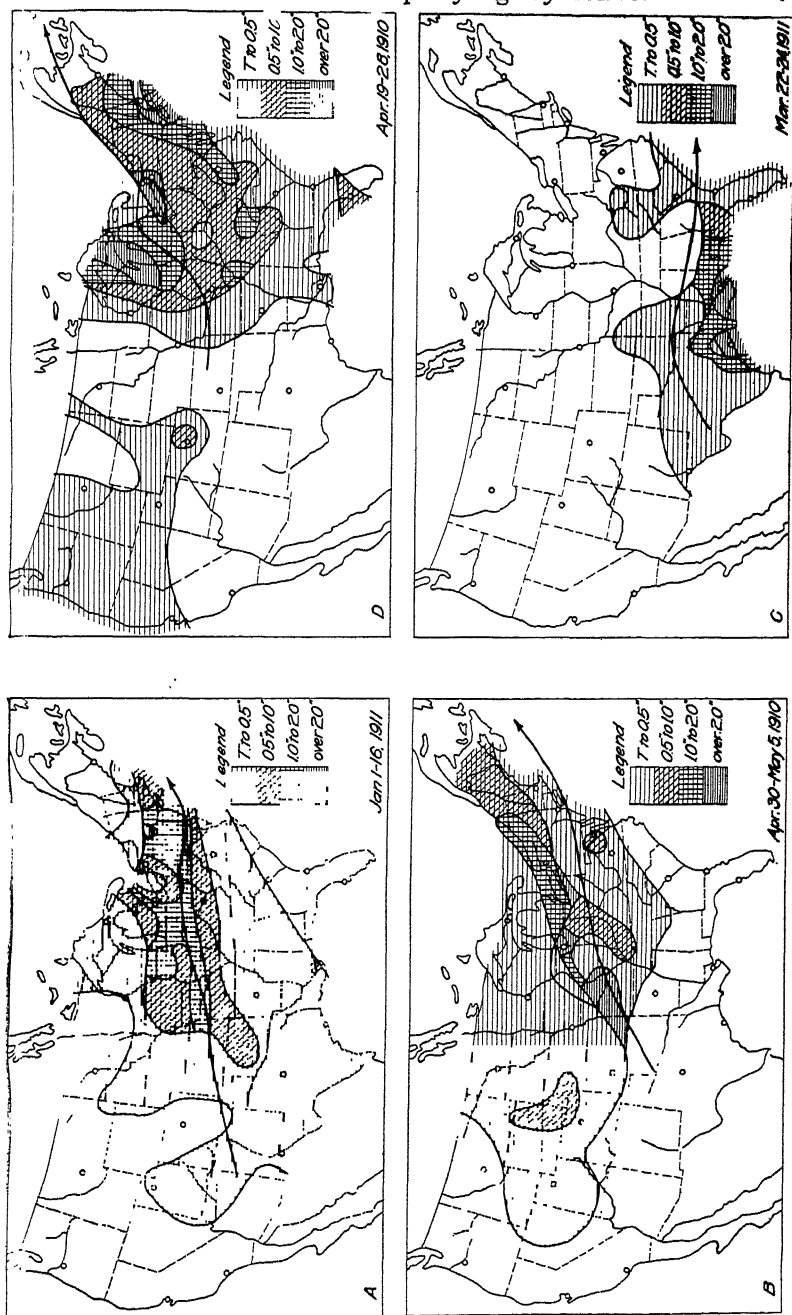 D
Legend
T to 0.5"
0.5" to 1.0
1.0" to 2.0"
over 2.0"
Apr. 19-28, 1910
C
Legend
T to 0.5"
0.5" to 1.0"
1.0" to 2.0"
over 2.0"
Mar. 22-24, 1911
A
Legend
T to 0.5"
0.5" to 1.0"
1.0" to 2.0"
over 2.0"
Jan 1-16, 1911
B
Legend
T to 0.5"
0.5" to 1.0"
1.0" to 2.0"
over 2.0"
Apr. 30-May 5, 1910